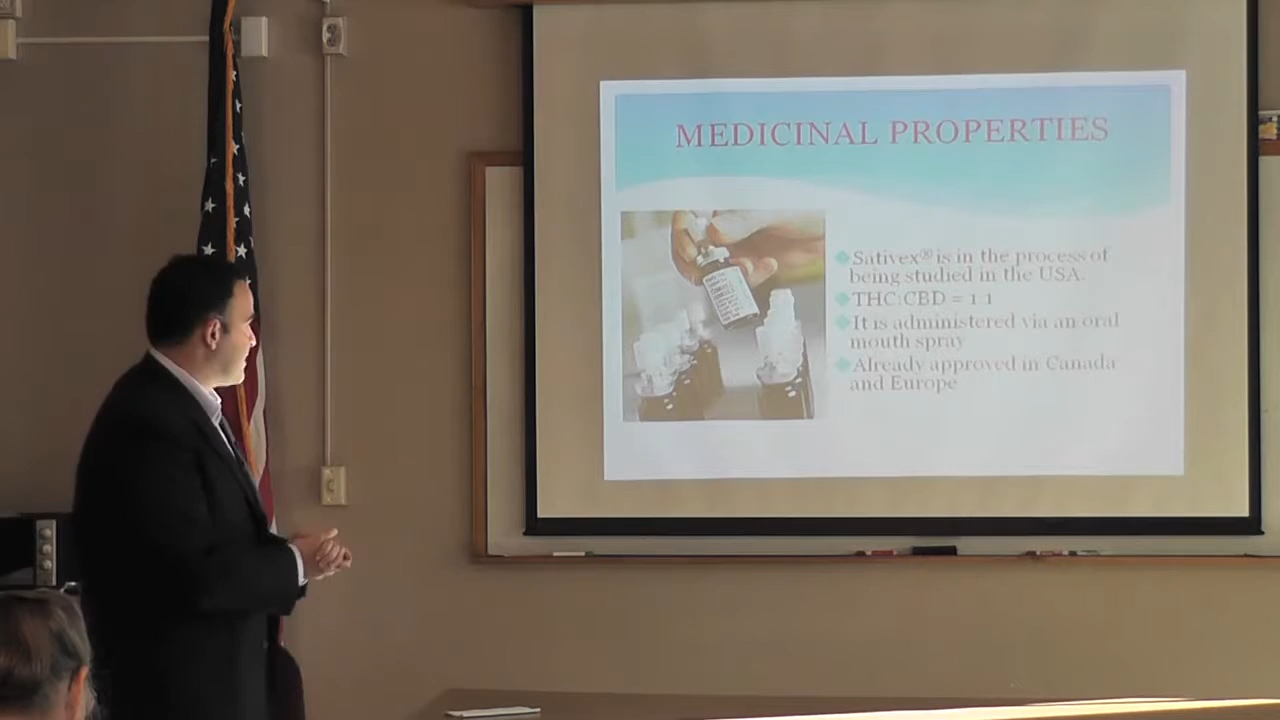 MEDICINAL PROPERTIES
Sativex® is in the process of
being studied in the USA.
THC:CBD = 1 1
It is administered via an oral
mouth spray
Already approved in Canada
and Europe